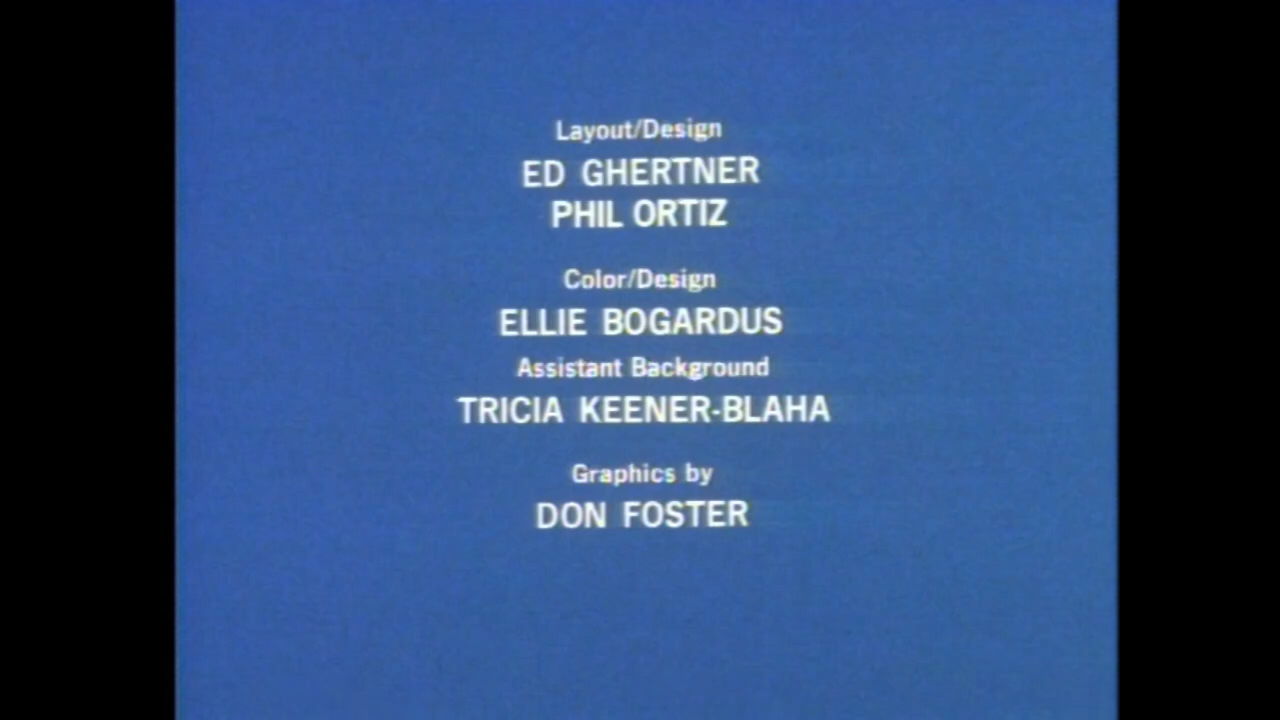 Layout/Design
ED GHERTNER
PHIL ORTIZ
Color/Design
ELLIE BOGARDUS
Assistant Background
TRICIA KEENER-BLAHA
Graphics by
DON FOSTER